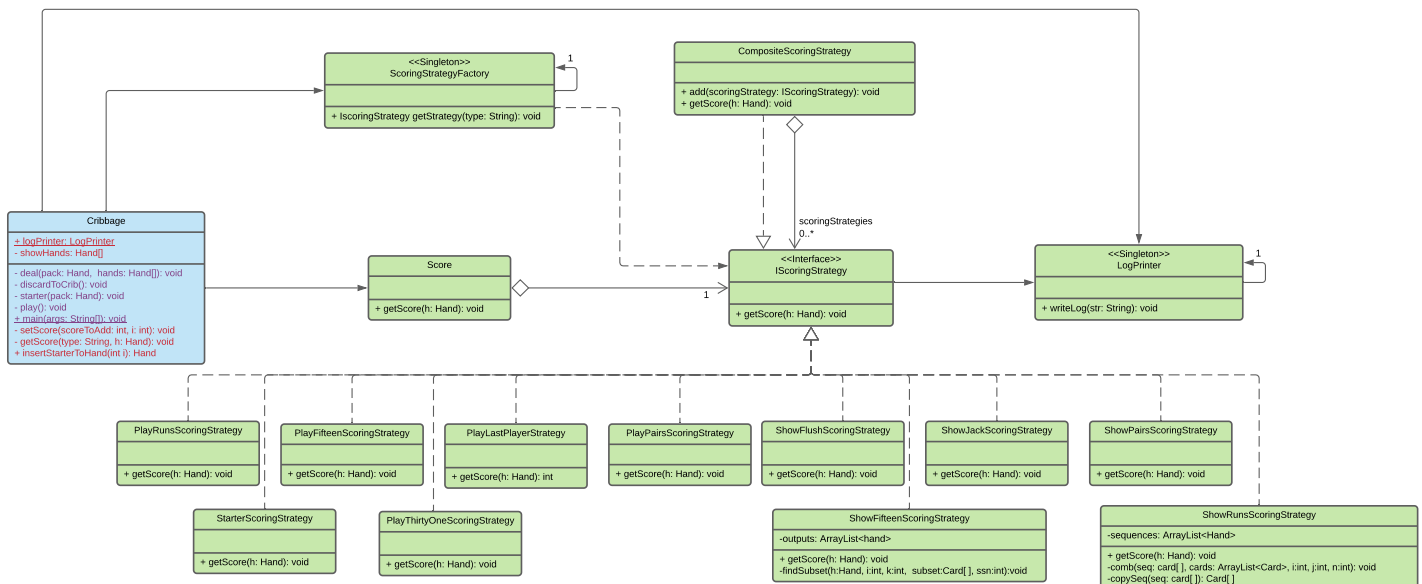 CompositeScoringStrategy
+ add(scoringStrategy: IScoringStrategy): void
+ getScore(h: Hand): void
<<Singleton>>
ScoringStrategyFactory
+ IscoringStrategy getStrategy(type: String): void
1
scoringStrategies
0..*
Cribbage
+ logPrinter: LogPrinter
- showHands: Hand[]
- deal(pack: Hand,  hands: Hand[]): void
- discardToCrib(): void
- starter(pack: Hand): void
- play(): void
+ main(args: String[]): void
- setScore(scoreToAdd: int, i: int): void
- getScore(type: String, h: Hand): void
+ insertStarterToHand(int i): Hand
Score
+ getScore(h: Hand): void
1
<<Interface>>
IScoringStrategy
+ getScore(h: Hand): void
<<Singleton>>
LogPrinter
+ writeLog(str: String): void
1
PlayRunsScoringStrategy
+ getScore(h: Hand): void
PlayFifteenScoringStrategy
+ getScore(h: Hand): void
PlayLastPlayerStrategy
+ getScore(h: Hand): int
PlayPairsScoringStrategy
+ getScore(h: Hand): void
ShowFlushScoringStrategy
+ getScore(h: Hand): void
ShowJackScoringStrategy
+ getScore(h: Hand): void
ShowPairsScoringStrategy
+ getScore(h: Hand): void
StarterScoringStrategy
+ getScore(h: Hand): void
PlayThirtyOneScoringStrategy
+ getScore(h: Hand): void
ShowFifteenScoringStrategy
-outputs: ArrayList<hand>
+ getScore(h: Hand): void
-findSubset(h:Hand, i:int, k:int,  subset:Card[ ], ssn:int):void
ShowRunsScoringStrategy
-sequences: ArrayList<Hand>
+ getScore(h: Hand): void
-comb(seq: card[ ], cards: ArrayList<Card>, i:int, j:int, n:int): void
-copySeq(seq: card[ ]): Card[ ]